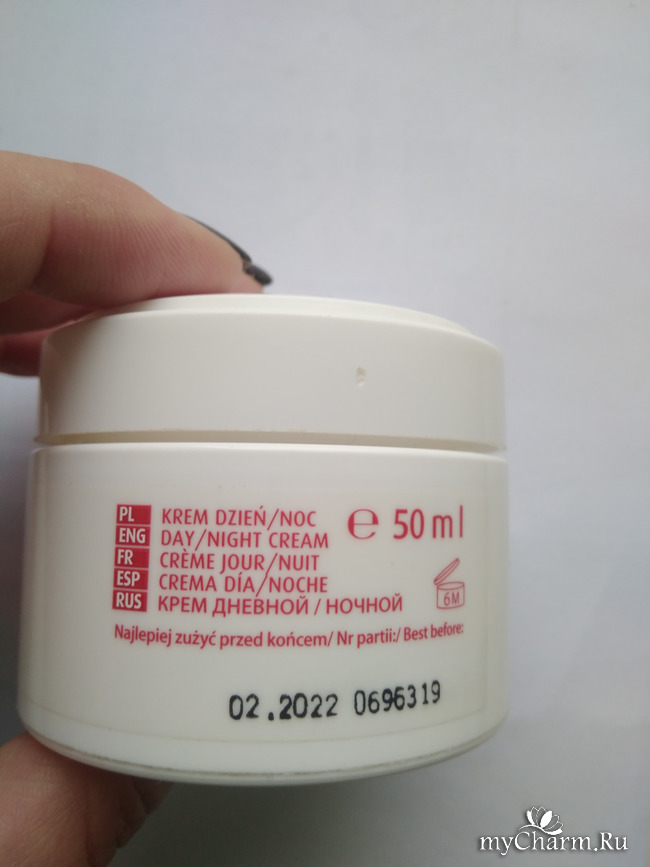 PL KREM DZIEŃ/NOC ℮ 50 ml
ENG DAY/NIGHT CREAM
FR CRÈME JOUR/NUIT
ESP CREMA DÍA/NOCHE
RUS КРЕМ ДНЕВНОЙ / НОЧНОЙ 6M
Najlepiej zużyć przed końcem/ Nr partii:/ Best before:
02.2022 0696319
myCharm.Ru